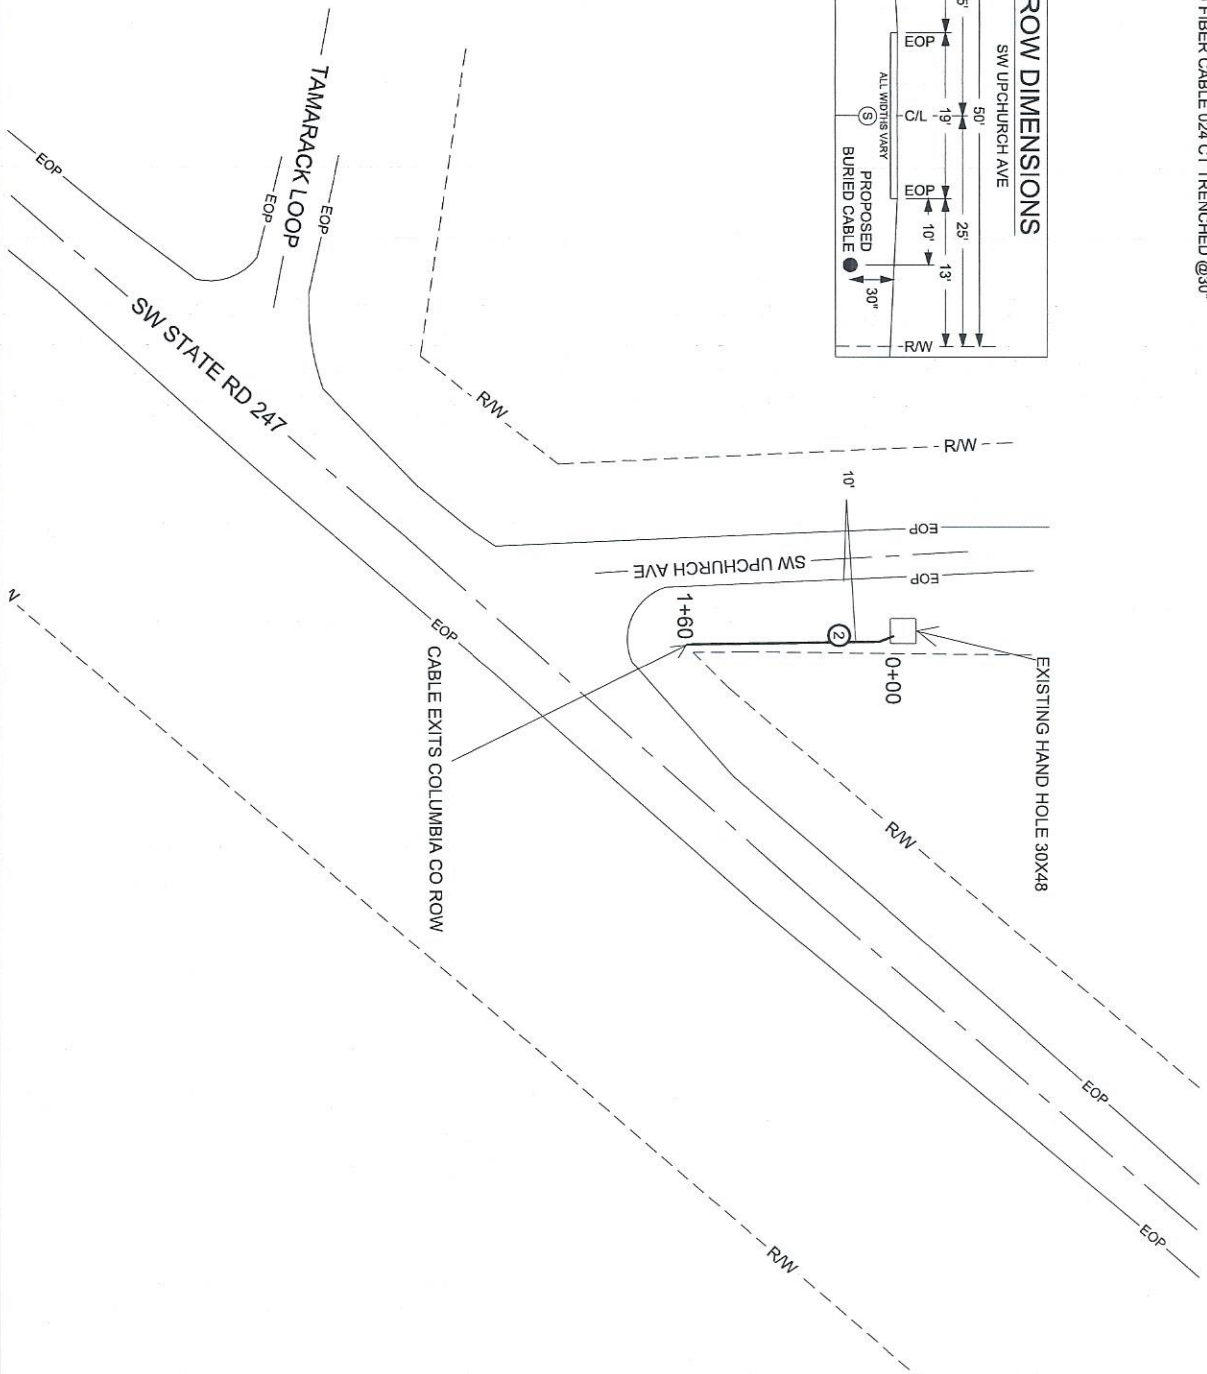 FIBER CABLE 024 CT TRENCHED @30"
ROW DIMENSIONS
SW UPCHURCH AVE
50'
5'
25'
EOP
19'
C/L
EOP
10'
13'
R/W
ALL WIDTHS VARY
S
PROPOSED
BURIED CABLE
30"
TAMARACK LOOP
EOP
EOP
EOP
SW STATE RD 247
R/W
R/W
10'
EOP
SW UPCHURCH AVE
EOP
1+60
2
0+00
EXISTING HAND HOLE 30X48
CABLE EXITS COLUMBIA CO ROW
EOP
R/W
EOP
EOP
R/W